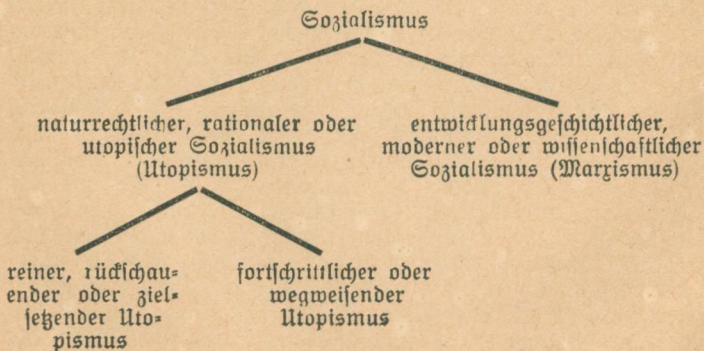 Sozialismus
naturrechtlicher, rationaler oder
utopischer Sozialismus
(Utopismus)
entwicklungsgeschichtlicher,
moderner oder wissenschaftlicher
Sozialismus (Marxismus)
reiner, rückschau=
ender oder ziel=
setzender Uto=
pismus
fortschrittlicher oder
wegweisender
Utopismus